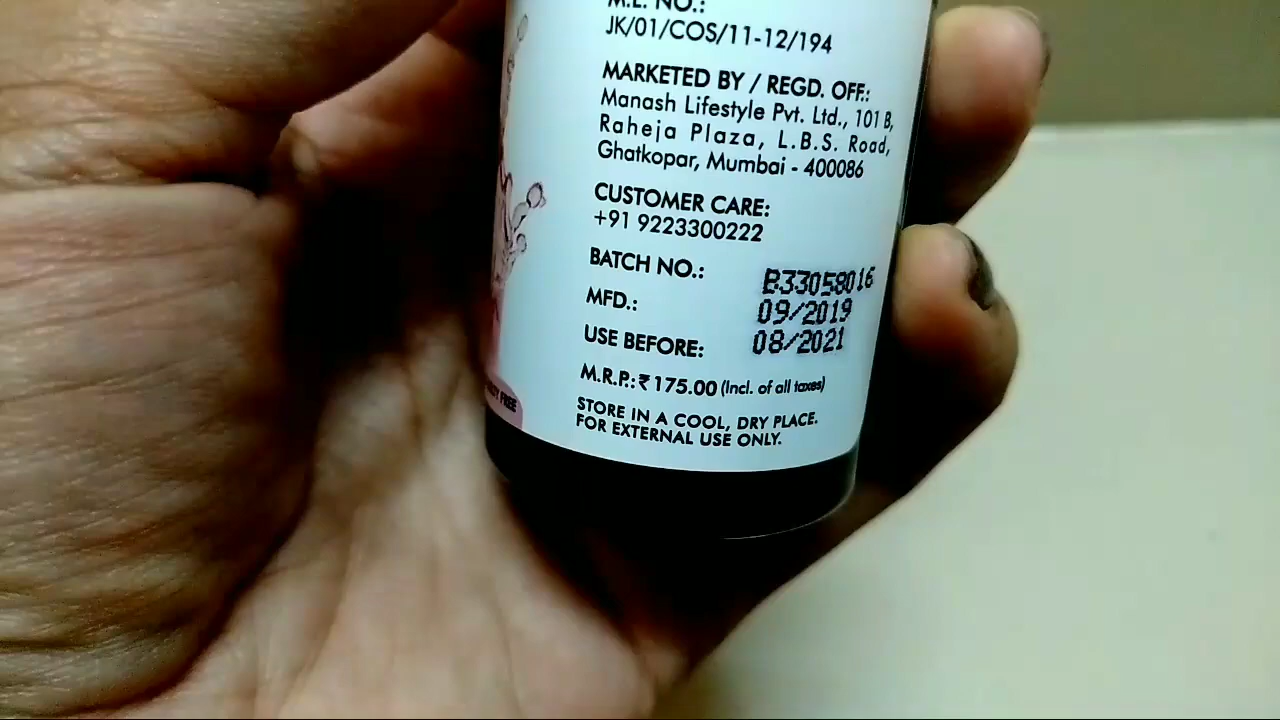 M.L. NO.:
JK/01/COS/11-12/194
MARKETED BY / REGD. OFF.:
Manash Lifestyle Pvt. Ltd., 101 B,
Raheja Plaza, L.B.S. Road,
Ghatkopar, Mumbai - 400086
CUSTOMER CARE:
+91 9223300222
BATCH NO.: B33058016
MFD.: 09/2019
USE BEFORE: 08/2021
M.R.P.: ₹ 175.00 (Incl. of all taxes)
STORE IN A COOL, DRY PLACE.
FOR EXTERNAL USE ONLY.
FREE